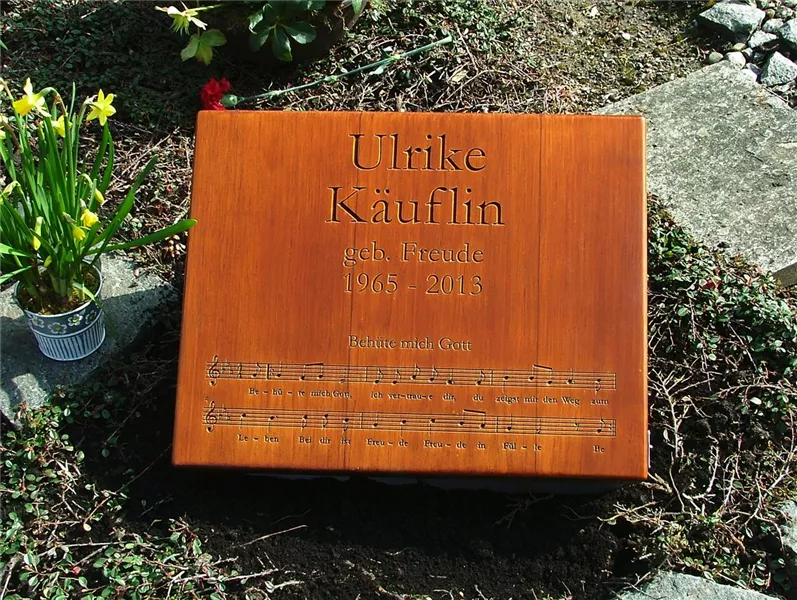 Ulrike
Käuflin
geb. Freude
1965 - 2013
Behüte mich Gott
Be - hü - te mich Gott, ich ver-trau-e dir, du zeigst mir den Weg zum
Le - ben Bei dir ist Freu - de Freu - de in Fül - le Be